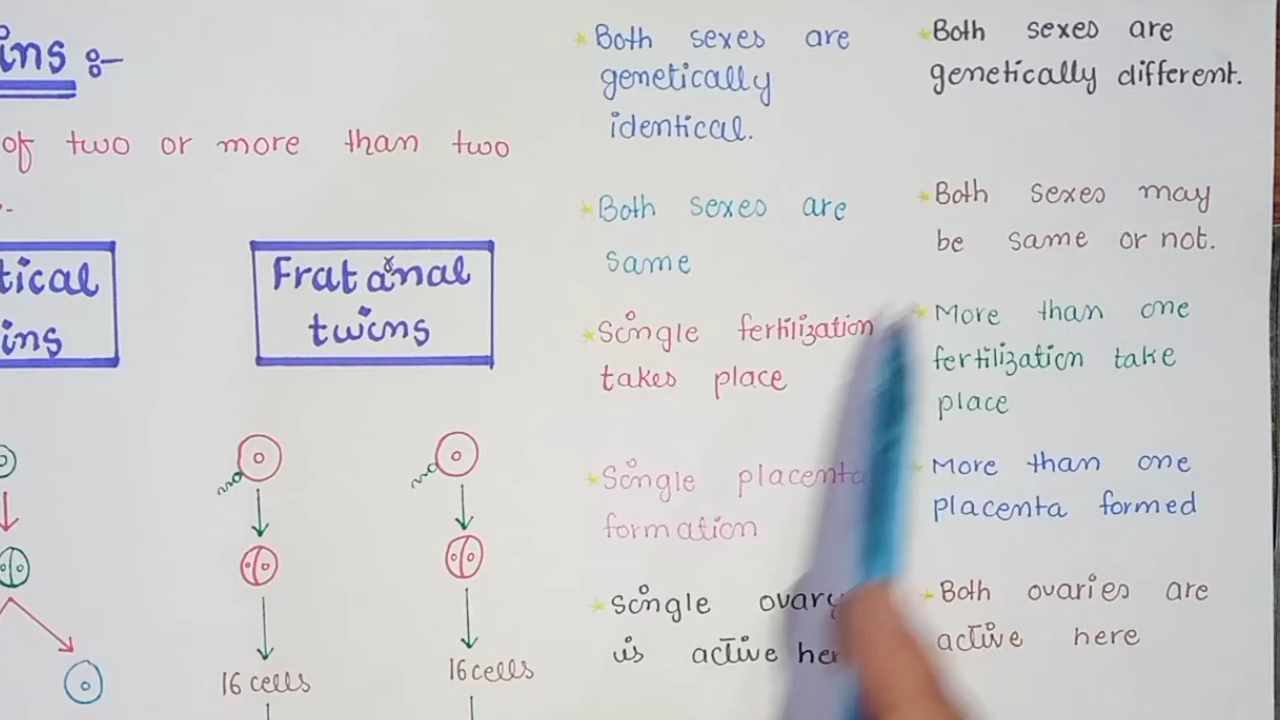 ins :-
of two or more than two
tical
ins
Fratarnal
twins
16 cells
16 cells
Both sexes are
genetically
identical.
Both sexes are
same
Single fertilization
takes place
Single placenta
formation
Single ovary
is active here
Both sexes are
genetically different.
Both sexes may
be same or not.
More than one
fertilization take
place
More than one
placenta formed
Both ovaries are
active here